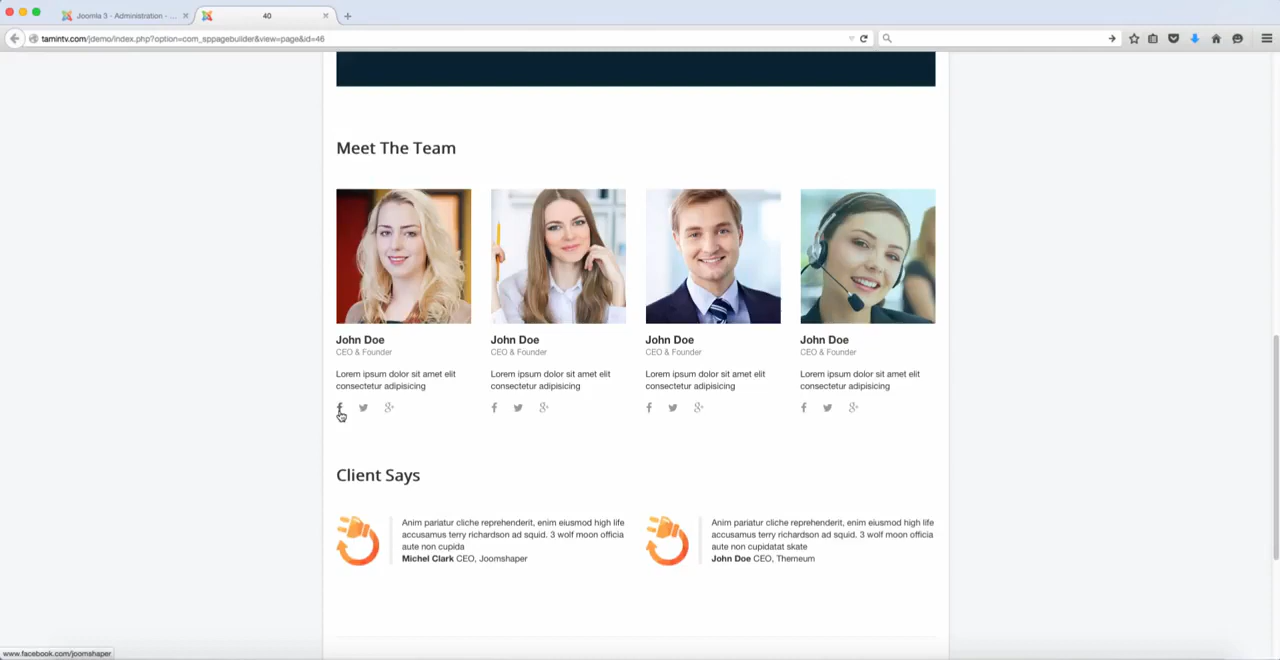 Joomla 3 - Administration - ...
40
tamintv.com/jdemo/index.php?option=com_sppagebuilder&view=page&id=46
Meet The Team
John Doe
CEO & Founder
Lorem ipsum dolor sit amet elit
consectetur adipisicing
John Doe
CEO & Founder
Lorem ipsum dolor sit amet elit
consectetur adipisicing
John Doe
CEO & Founder
Lorem ipsum dolor sit amet elit
consectetur adipisicing
John Doe
CEO & Founder
Lorem ipsum dolor sit amet elit
consectetur adipisicing
Client Says
Anim pariatur cliche reprehenderit, enim eiusmod high life
accusamus terry richardson ad squid. 3 wolf moon officia
aute non cupida
Michel Clark CEO, Joomshaper
Anim pariatur cliche reprehenderit, enim eiusmod high life
accusamus terry richardson ad squid. 3 wolf moon officia
aute non cupidatat skate
John Doe CEO, Themeum
www.facebook.com/joomshaper